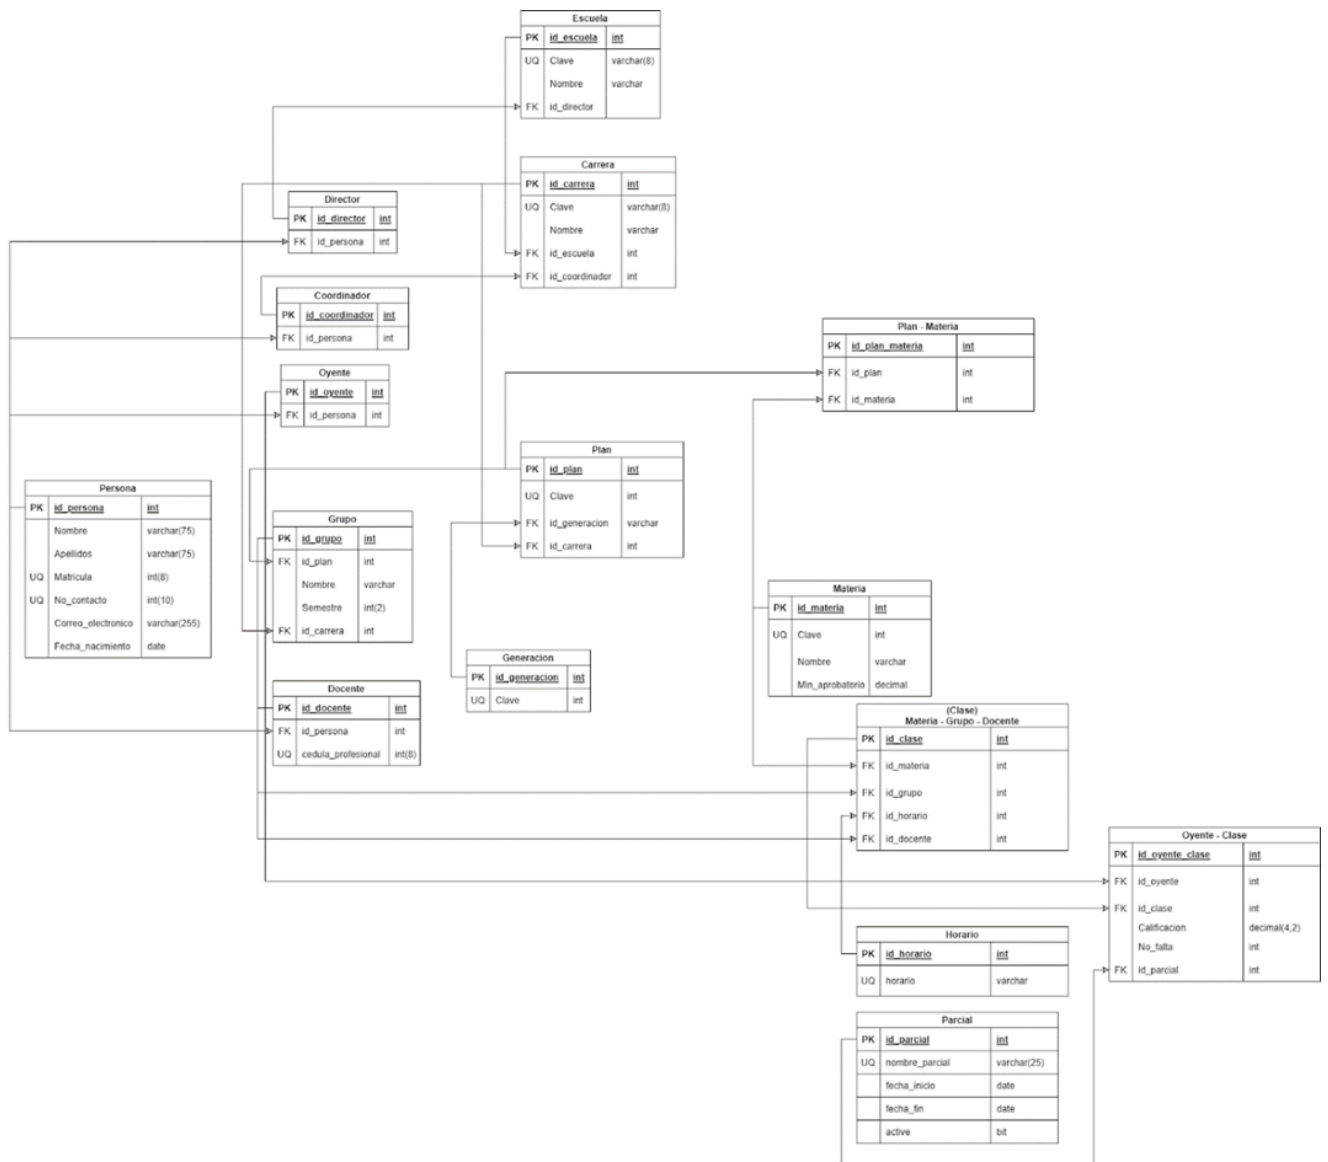 Escuela
PK id_escuela int
UQ Clave varchar(8)
Nombre varchar
FK id_director
Carrera
PK id_carrera int
UQ Clave varchar(8)
Nombre varchar
FK id_escuela int
FK id_coordinador int
Director
PK id_director int
FK id_persona int
Coordinador
PK id_coordinador int
FK id_persona int
Oyente
PK id_oyente int
FK id_persona int
Plan - Materia
PK id_plan_materia int
FK id_plan int
FK id_materia int
Plan
PK id_plan int
UQ Clave int
FK id_generacion varchar
FK id_carrera int
Persona
PK id_persona int
Nombre varchar(75)
Apellidos varchar(75)
UQ Matricula int(8)
UQ No_contacto int(10)
Correo_electronico varchar(255)
Fecha_nacimiento date
Grupo
PK id_grupo int
FK id_plan int
Nombre varchar
Semestre int(2)
FK id_carrera int
Materia
PK id_materia int
UQ Clave int
Nombre varchar
Min_aprobatorio decimal
Generacion
PK id_generacion int
UQ Clave int
Docente
PK id_docente int
FK id_persona int
UQ cedula_profesional int(8)
(Clase)
Materia - Grupo - Docente
PK id_clase int
FK id_materia int
FK id_grupo int
FK id_horario int
FK id_docente int
Oyente - Clase
PK id_oyente_clase int
FK id_oyente int
FK id_clase int
Calificacion decimal(4,2)
No_falta int
FK id_parcial int
Horario
PK id_horario int
UQ horario varchar
Parcial
PK id_parcial int
UQ nombre_parcial varchar(25)
fecha_inicio date
fecha_fin date
active bit